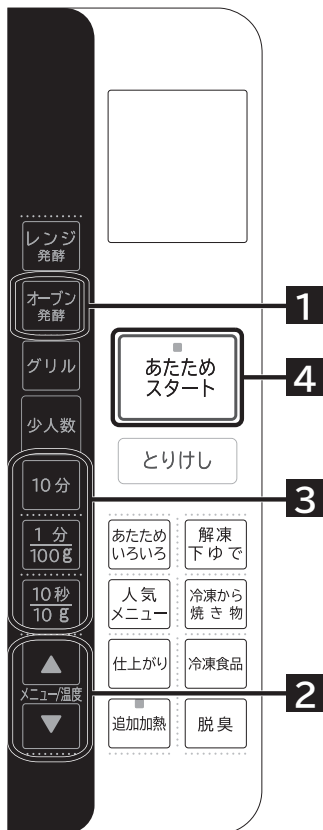 レンジ
発酵
オーブン
発酵
1
グリル
あたため
スタート
4
少人数
とりけし
10分
3
1分
100g
10秒
10g
あたため
いろいろ
解凍
下ゆで
人気
メニュー
冷凍から
焼き物
▲
メニュー/温度
▼
2
仕上がり
冷凍食品
追加加熱
脱臭